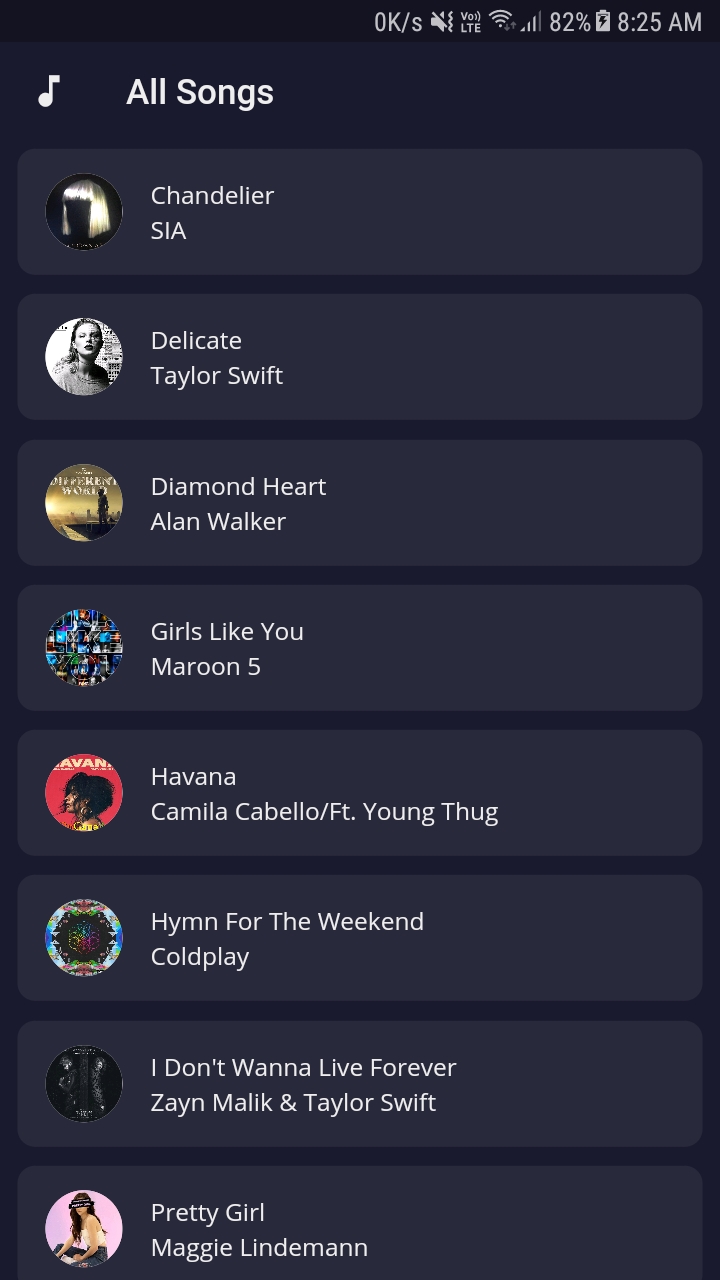 0K/s Vo)) LTE 82% 8:25 AM
All Songs
Chandelier
SIA
Delicate
Taylor Swift
DIFFERENT
WORLD
Diamond Heart
Alan Walker
Girls Like You
Maroon 5
HAVANA
Havana
Camila Cabello/Ft. Young Thug
Hymn For The Weekend
Coldplay
I Don't Wanna Live Forever
Zayn Malik & Taylor Swift
Pretty Girl
Maggie Lindemann